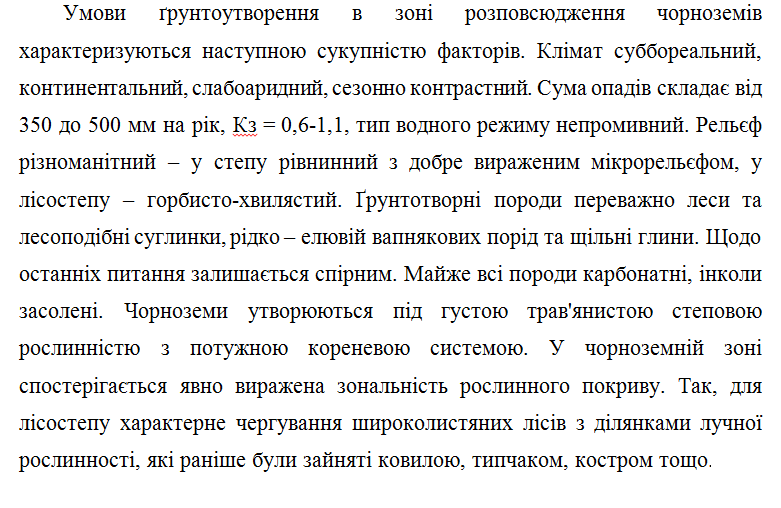 Умови ґрунтоутворення в зоні розповсюдження чорноземів
характеризуються наступною сукупністю факторів. Клімат суббореальний,
континентальний, слабоаридний, сезонно контрастний. Сума опадів складає від
350 до 500 мм на рік, Кз = 0,6-1,1, тип водного режиму непромивний. Рельєф
різноманітний – у степу рівнинний з добре вираженим мікрорельєфом, у
лісостепу – горбисто-хвилястий. Ґрунтотворні породи переважно леси та
лесоподібні суглинки, рідко – елювій вапнякових порід та щільні глини. Щодо
останніх питання залишається спірним. Майже всі породи карбонатні, інколи
засолені. Чорноземи утворюються під густою трав'янистою степовою
рослинністю з потужною кореневою системою. У чорноземній зоні
спостерігається явно виражена зональність рослинного покриву. Так, для
лісостепу характерне чергування широколистяних лісів з ділянками лучної
рослинності, які раніше були зайняті ковилою, типчаком, костром тощо.